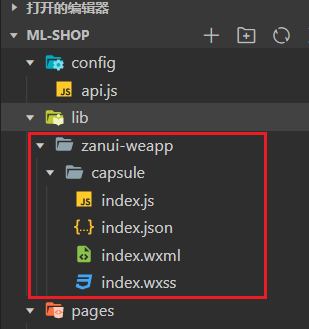 打开的编辑器
ML-SHOP
config
JS api.js
lib
zanui-weapp
capsule
JS index.js
{..} index.json
index.wxml
index.wxss
pages